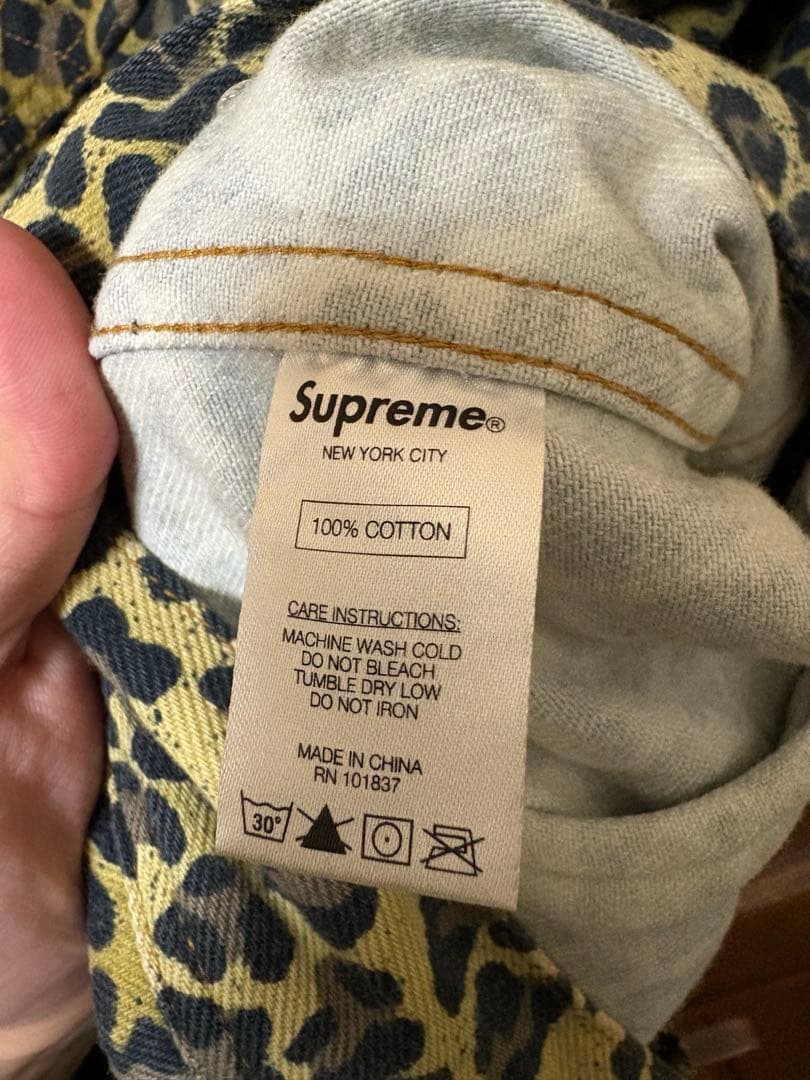 Supreme®
NEW YORK CITY
100% COTTON
CARE INSTRUCTIONS:
MACHINE WASH COLD
DO NOT BLEACH
TUMBLE DRY LOW
DO NOT IRON
MADE IN CHINA
RN 101837
30°